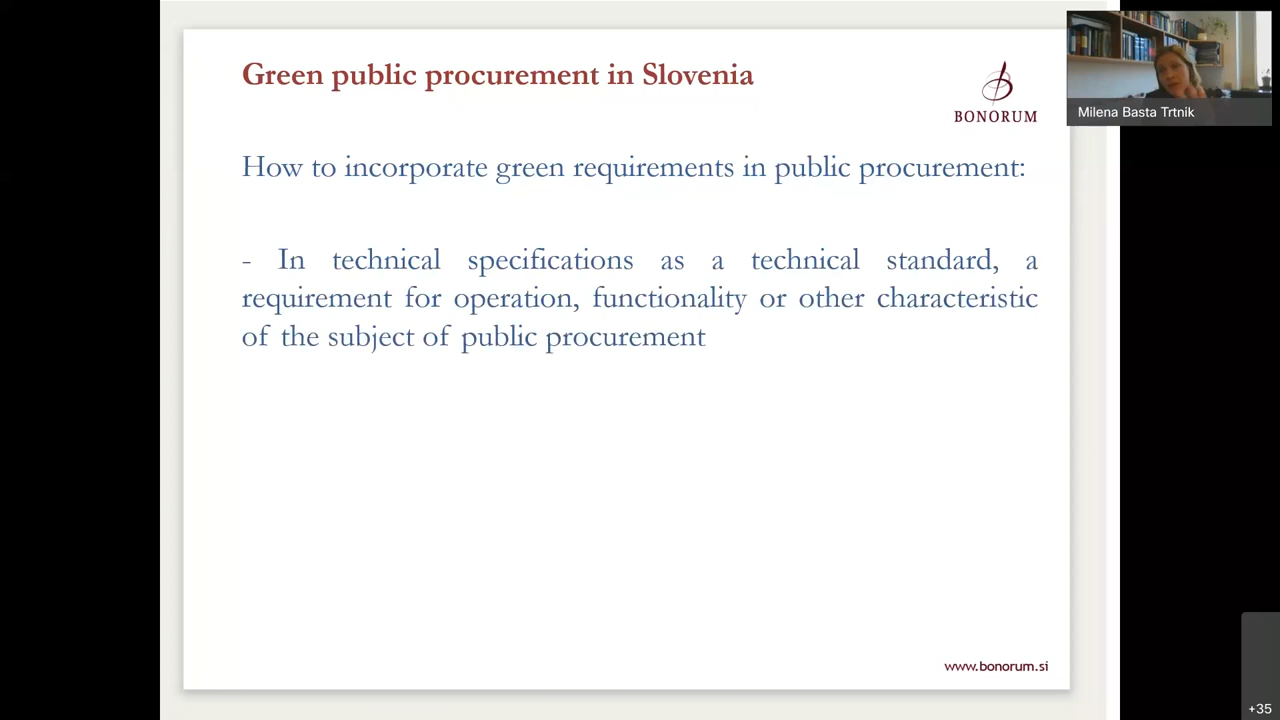 Green public procurement in Slovenia
BONORUM
Milena Basta Trtnik
How to incorporate green requirements in public procurement:
- In technical specifications as a technical standard, a
requirement for operation, functionality or other characteristic
of the subject of public procurement
www.bonorum.si
+35